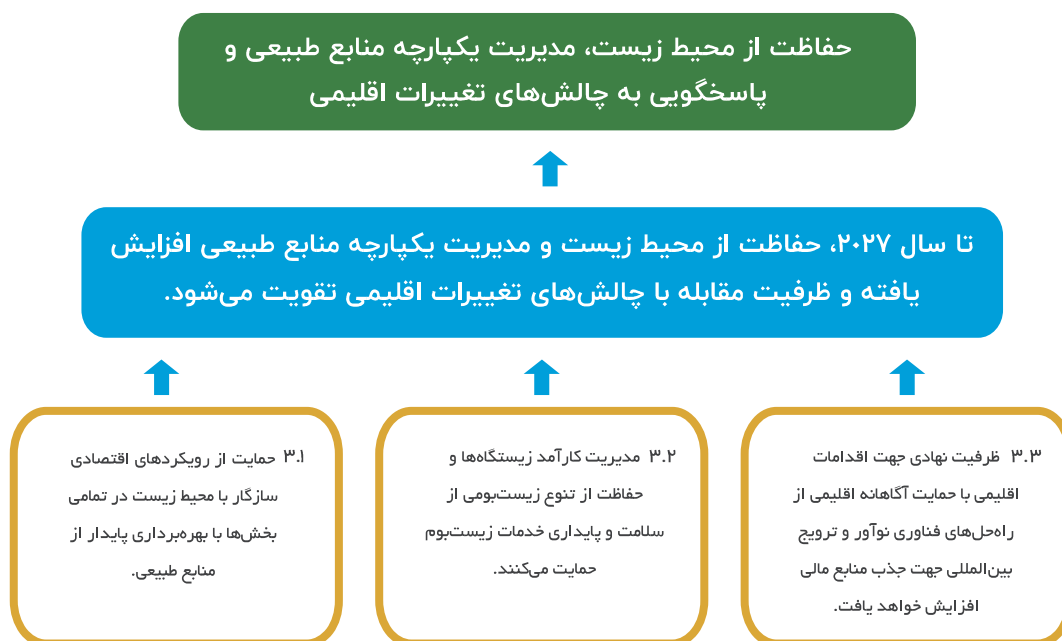 حفاظت از محیط زیست، مدیریت یکپارچه منابع طبیعی و
پاسخگویی به چالش‌های تغییرات اقلیمی
تا سال ۲۰۲۷، حفاظت از محیط زیست و مدیریت یکپارچه منابع طبیعی افزایش
یافته و ظرفیت مقابله با چالش‌های تغییرات اقلیمی تقویت می‌شود.
۳.۳ ظرفیت نهادی جهت اقدامات
اقلیمی با حمایت آگاهانه اقلیمی از
راه‌حل‌های فناوری نوآور و ترویج
بین‌المللی جهت جذب منابع مالی
افزایش خواهد یافت.
۳.۲ مدیریت کارآمد زیستگاه‌ها و
حفاظت از تنوع زیست‌بومی از
سلامت و پایداری خدمات زیست‌بوم
حمایت می‌کنند.
۳.۱ حمایت از رویکردهای اقتصادی
سازگار با محیط زیست در تمامی
بخش‌ها با بهره‌برداری پایدار از
منابع طبیعی.